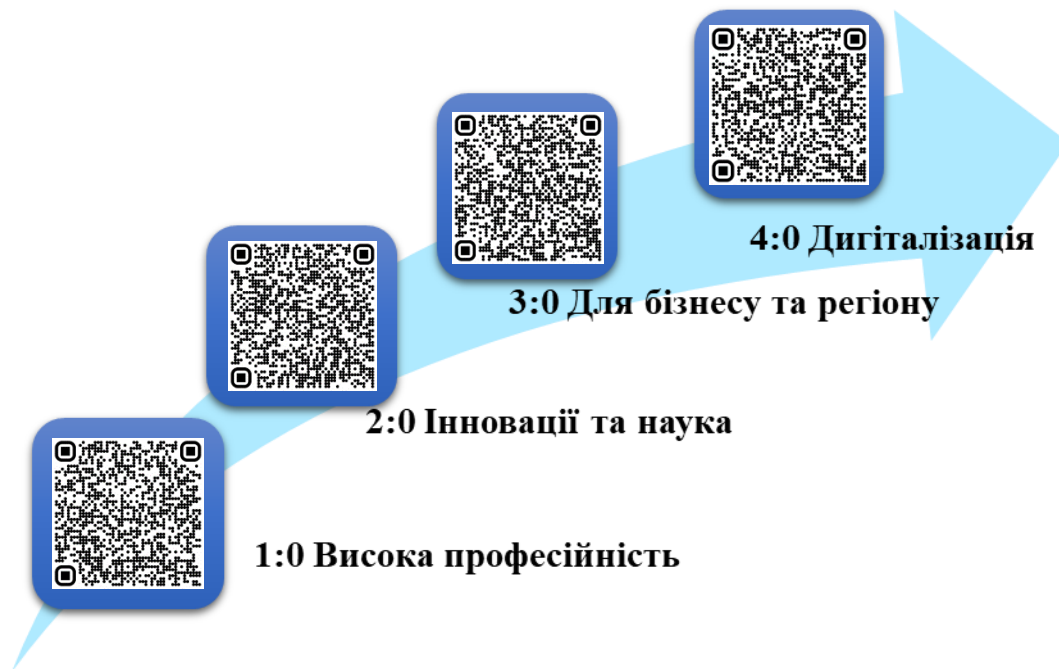 4:0 Дигіталізація
3:0 Для бізнесу та регіону
2:0 Інновації та наука
1:0 Висока професійність